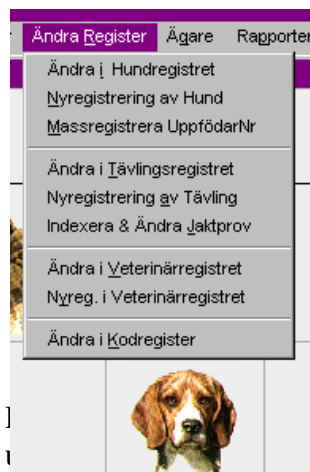 Ändra Register Ägare Rapporter
Ändra i Hundregistret
Nyregistrering av Hund
Massregistrera UppfödarNr
Ändra i Tävlingsregistret
Nyregistrering av Tävling
Indexera & Ändra Jaktprov
Ändra i Veterinärregistret
Nyreg. i Veterinärregistret
Ändra i Kodregister